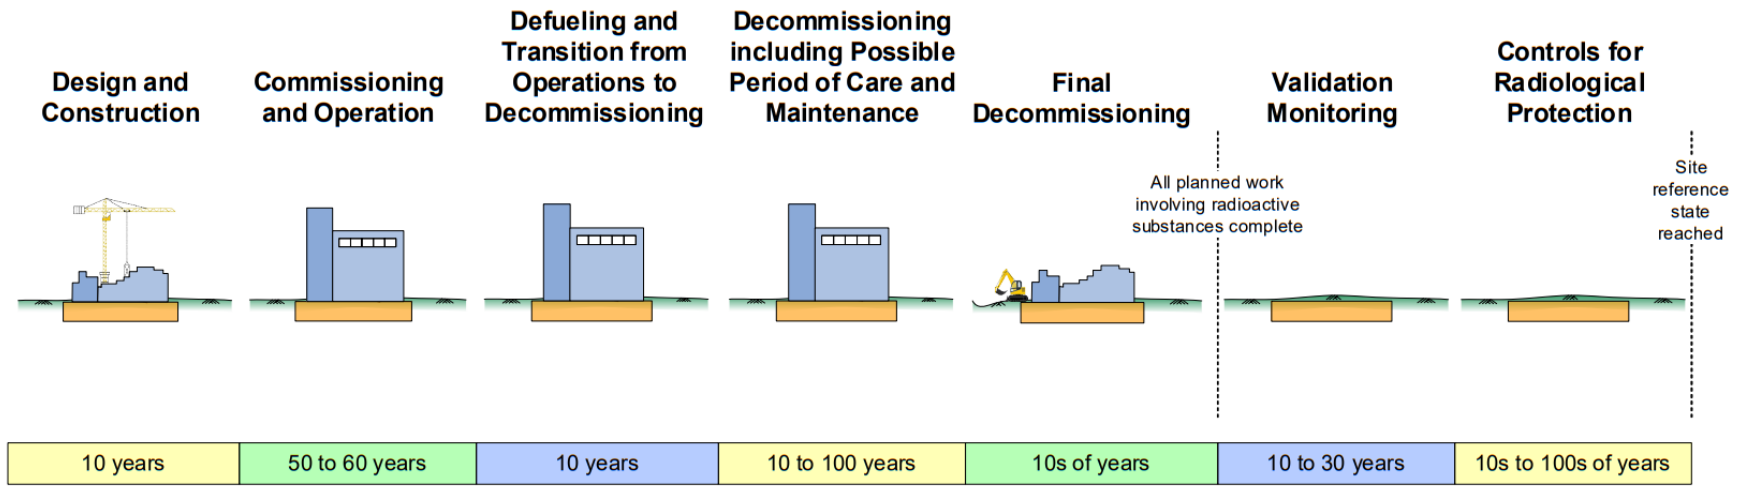 Design and
Construction
Commissioning
and Operation
Defueling and
Transition from
Operations to
Decommissioning
Decommissioning
including Possible
Period of Care and
Maintenance
Final
Decommissioning
Validation
Monitoring
Controls for
Radiological
Protection
All planned work
involving radioactive
substances complete
Site
reference
state
reached
10 years
50 to 60 years
10 years
10 to 100 years
10s of years
10 to 30 years
10s to 100s of years